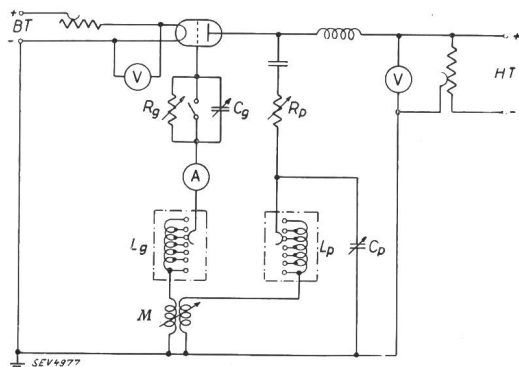 +
BT
-
V
Rg
Cg
A
Rp
V
+
HT
-
Lg
Lp
Cp
M
SEV4977